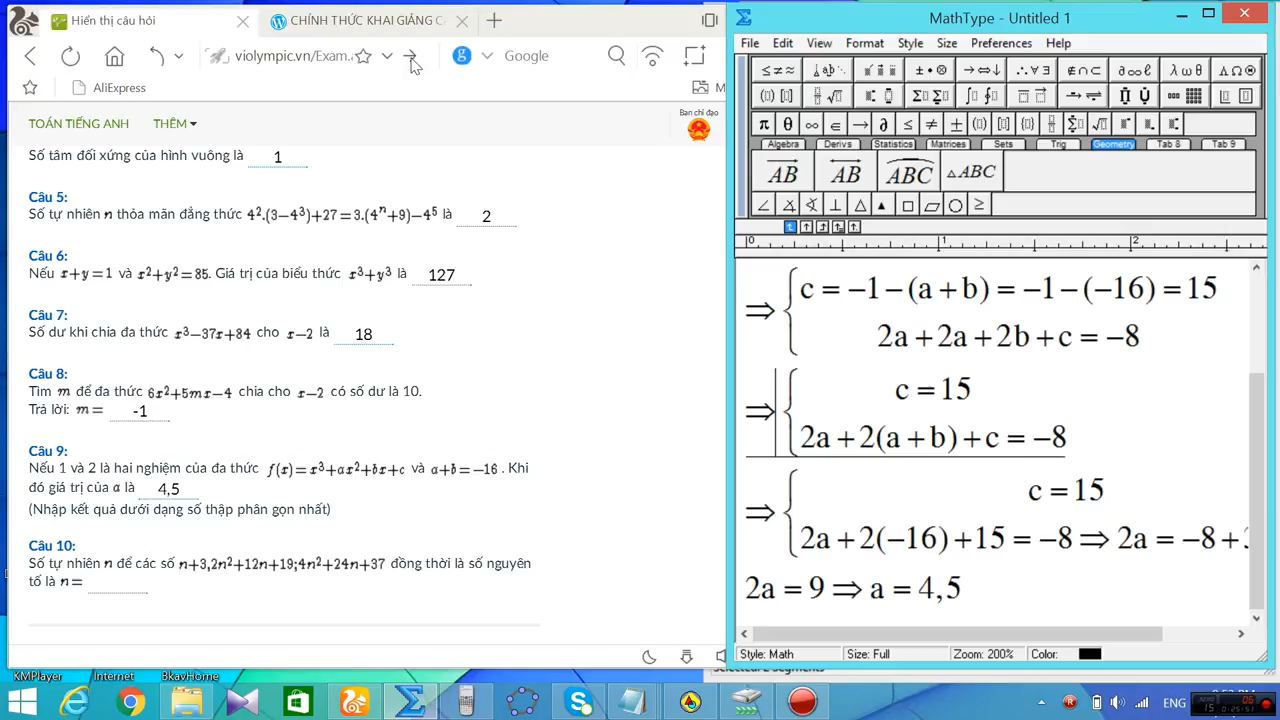 Hiển thị câu hỏi
CHÍNH THỨC KHAI GIẢNG C
violympic.vn/Exam.
Google
AliExpress
M
TOÁN TIẾNG ANH
THÊM
Ban chỉ đạo
Số tâm đối xứng của hình vuông là 1
Câu 5:
Số tự nhiên n thỏa mãn đẳng thức 4².(3−4³)+27=3.(4ⁿ+9)−4⁵ là 2
Câu 6:
Nếu x+y=1 và x²+y²=85. Giá trị của biểu thức x³+y³ là 127
Câu 7:
Số dư khi chia đa thức x³−37x+84 cho x−2 là 18
Câu 8:
Tìm m để đa thức 6x²+5mx−4 chia cho x−2 có số dư là 10.
Trả lời: m= -1
Câu 9:
Nếu 1 và 2 là hai nghiệm của đa thức f(x)=x³+ax²+bx+c và a+b=−16. Khi
đó giá trị của a là 4,5
(Nhập kết quả dưới dạng số thập phân gọn nhất)
Câu 10:
Số tự nhiên n để các số n+3,2n²+12n+19;4n²+24n+37 đồng thời là số nguyên
tố là n=
MathType - Untitled 1
File Edit View Format Style Size Preferences Help
Algebra Derivs Statistics Matrices Sets Trig Geometry Tab 8 Tab 9
AB AB ABC △ABC
0 1 2
⇒ { c = −1−(a+b) = −1−(−16) = 15
2a+2a+2b+c = −8
⇒ { c = 15
2a+2(a+b)+c = −8
⇒ { c = 15
2a+2(−16)+15 = −8 ⇒ 2a = −8+
2a = 9 ⇒ a = 4,5
Style: Math Size: Full Zoom: 200% Color:
KMPlayer Internet BkavHome
ENG